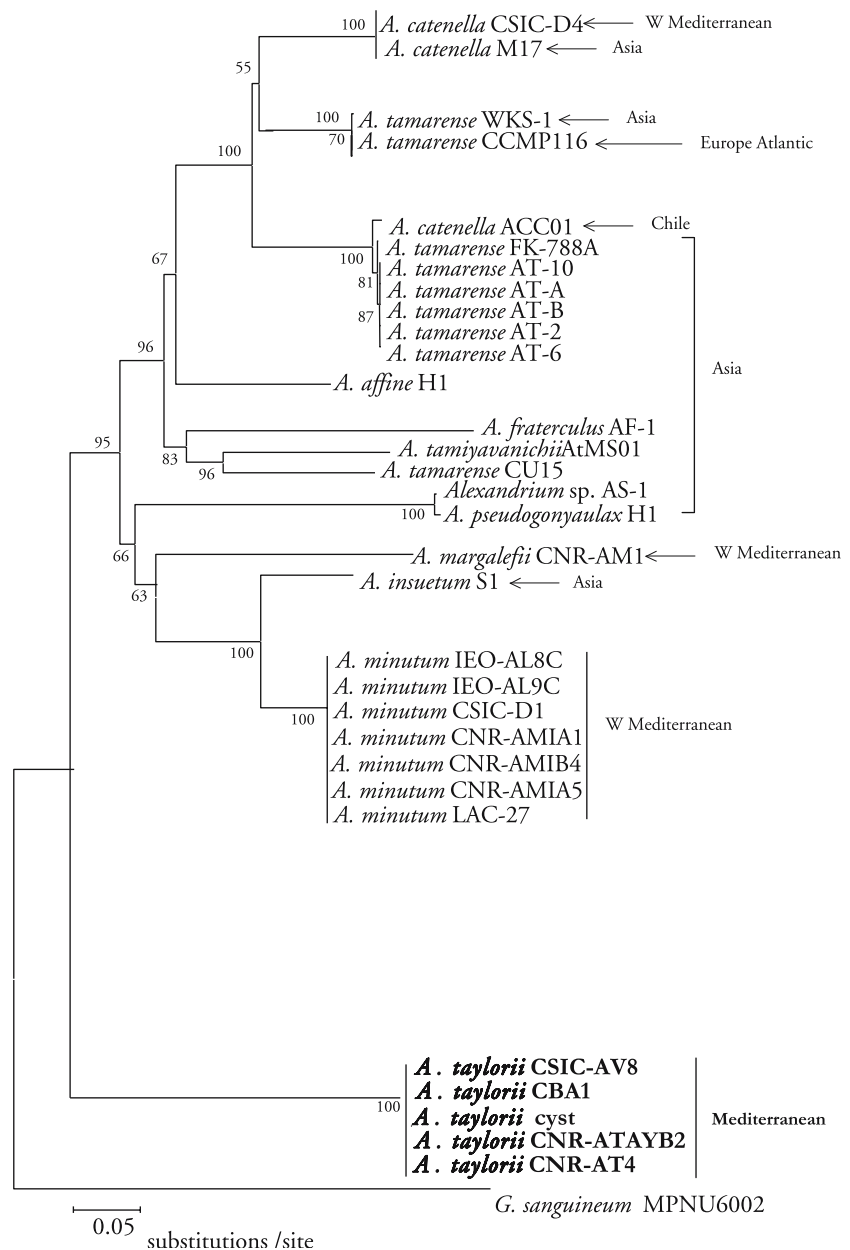 100 A. catenella CSIC-D4 W Mediterranean
A. catenella M17 Asia
55
100 A. tamarense WKS-1 Asia
70 A. tamarense CCMP116 Europe Atlantic
100
A. catenella ACC01 Chile
A. tamarense FK-788A
100
67
A. tamarense AT-10
81
A. tamarense AT-A
A. tamarense AT-B
87
A. tamarense AT-2
96
A. tamarense AT-6
Asia
A. affine H1
A. fraterculus AF-1
95
A. tamiyavanichii AtMS01
83
96 A. tamarense CU15
Alexandrium sp. AS-1
100 A. pseudogonyaulax H1
66
A. margalefii CNR-AM1 W Mediterranean
A. insuetum S1 Asia
63
100
A. minutum IEO-AL8C
A. minutum IEO-AL9C
A. minutum CSIC-D1
100
W Mediterranean
A. minutum CNR-AMIA1
A. minutum CNR-AMIB4
A. minutum CNR-AMIA5
A. minutum LAC-27
A. taylorii CSIC-AV8
A. taylorii CBA1
100
A. taylorii cyst Mediterranean
A. taylorii CNR-ATAYB2
A. taylorii CNR-AT4
G. sanguineum MPNU6002
0.05
substitutions /site